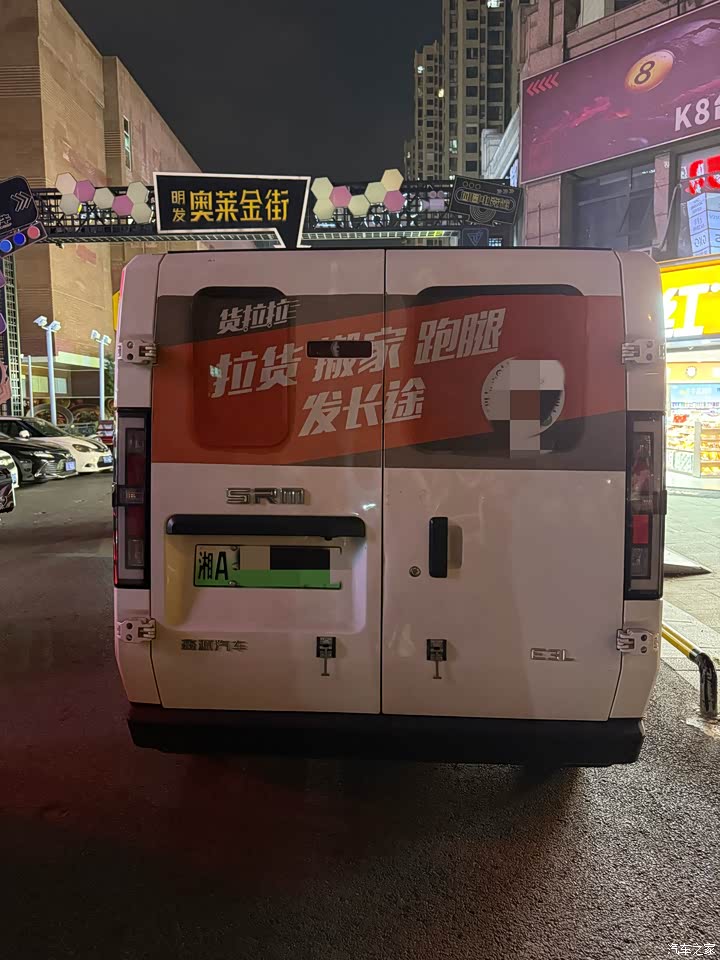 明发
奥莱金街
8
K8
货拉拉
拉货 搬家 跑腿
发长途
SRM
湘A
鑫源汽车
E3L
汽车之家